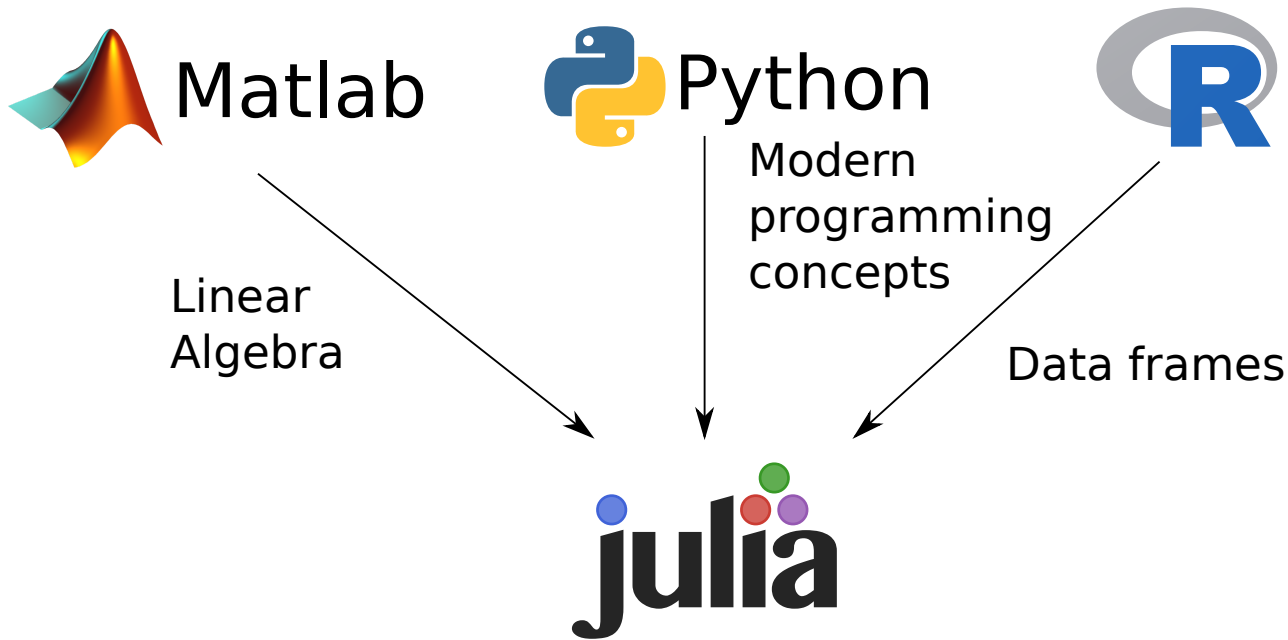 Matlab
Python
R
Modern
programming
concepts
Linear
Algebra
Data frames
julia